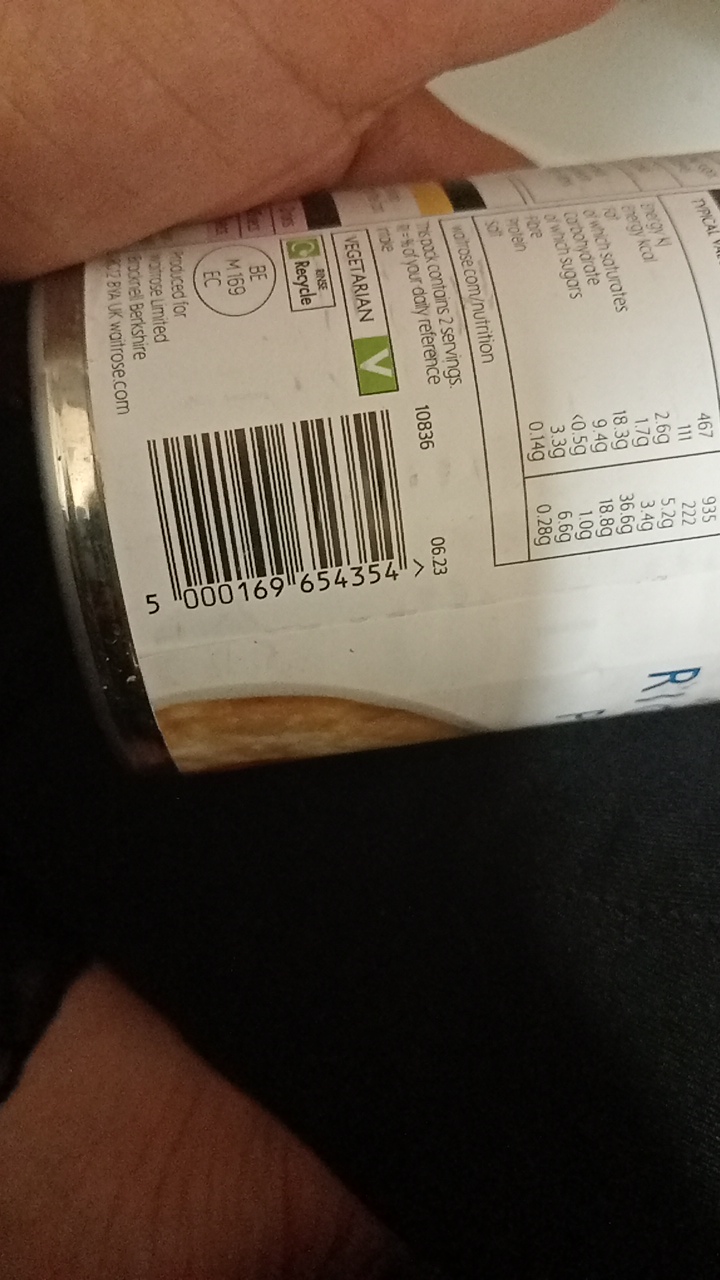 TYPICAL
Energy kJ 467 935
Energy kcal 111 222
Fat 2.6g 5.2g
of which saturates 1.7g 3.4g
Carbohydrate 18.3g 36.6g
of which sugars 9.4g 18.8g
Fibre <0.5g 1.0g
Protein 3.3g 6.6g
Salt 0.14g 0.28g
waitrose.com/nutrition
This pack contains 2 servings.
% of your daily reference
intake
10836 06.23
VEGETARIAN V
RINSE
Recycle
BE
M 169
EC
Produced for
Waitrose Limited
Bracknell Berkshire
8YA UK waitrose.com
5 000169 654354 >